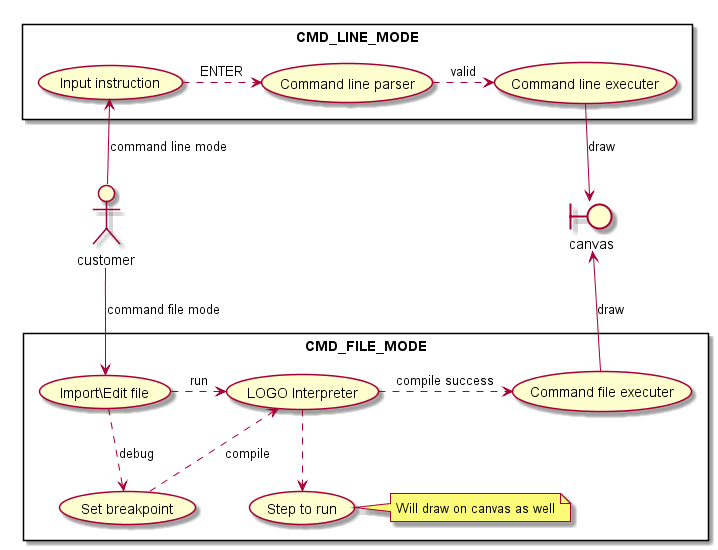 CMD_LINE_MODE
Input instruction
ENTER
Command line parser
valid
Command line executer
command line mode
draw
customer
canvas
command file mode
draw
CMD_FILE_MODE
Import\Edit file
run
LOGO Interpreter
compile success
Command file executer
debug
compile
Set breakpoint
Step to run
Will draw on canvas as well